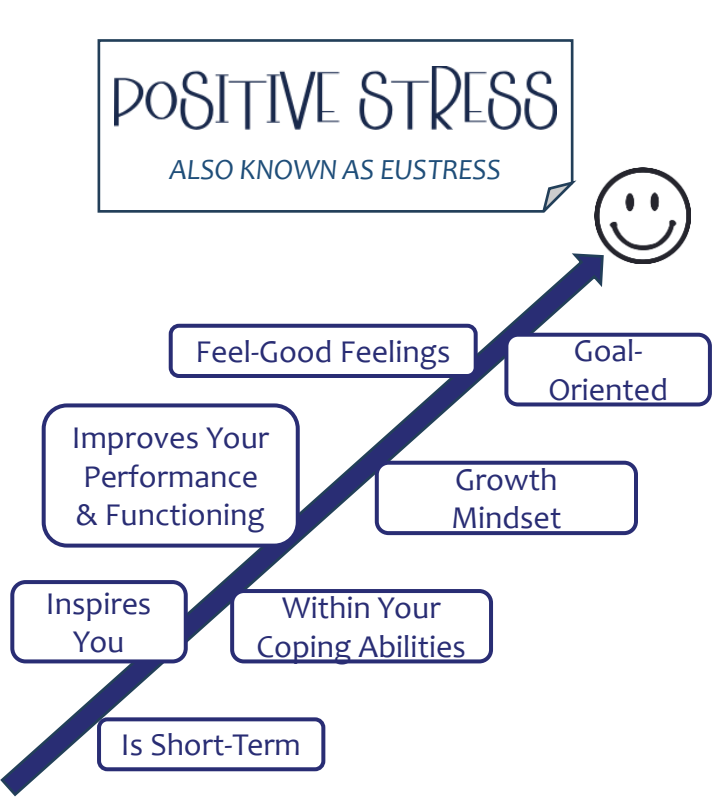 POSITIVE STRESS
ALSO KNOWN AS EUSTRESS
Feel-Good Feelings
Goal-
Oriented
Improves Your
Performance
& Functioning
Growth
Mindset
Inspires
You
Within Your
Coping Abilities
Is Short-Term